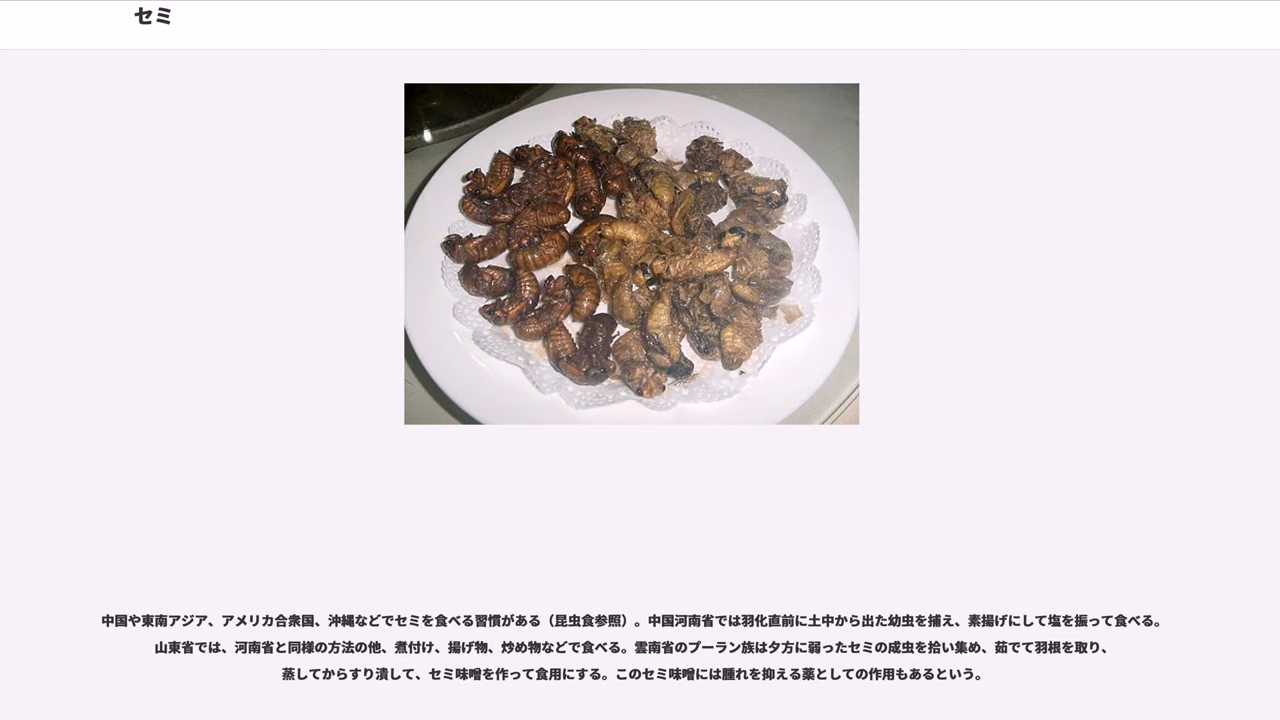 セミ
中国や東南アジア、アメリカ合衆国、沖縄などでセミを食べる習慣がある（昆虫食参照）。中国河南省では羽化直前に土中から出た幼虫を捕え、素揚げにして塩を振って食べる。
山東省では、河南省と同様の方法の他、煮付け、揚げ物、炒め物などで食べる。雲南省のプーラン族は夕方に弱ったセミの成虫を拾い集め、茹でて羽根を取り、
蒸してからすり潰して、セミ味噌を作って食用にする。このセミ味噌には腫れを抑える薬としての作用もあるという。